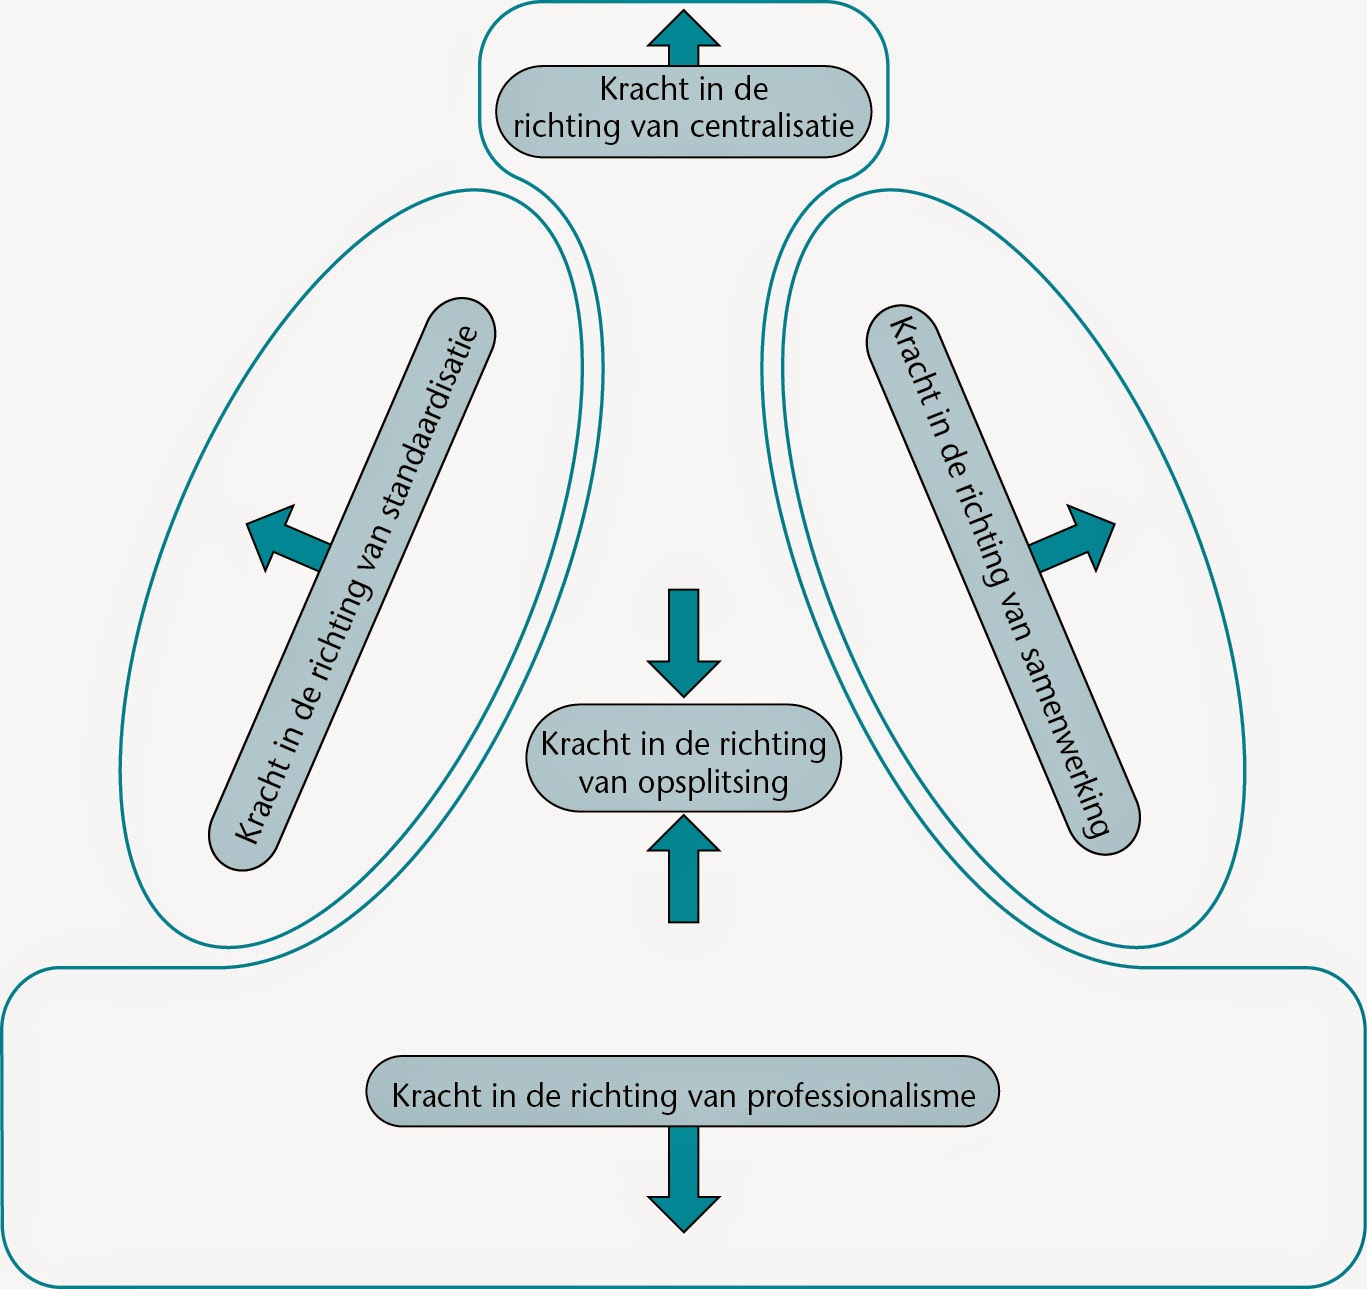 Kracht in de
richting van centralisatie
Kracht in de richting van standaardisatie
Kracht in de richting van samenwerking
Kracht in de richting
van opsplitsing
Kracht in de richting van professionalisme